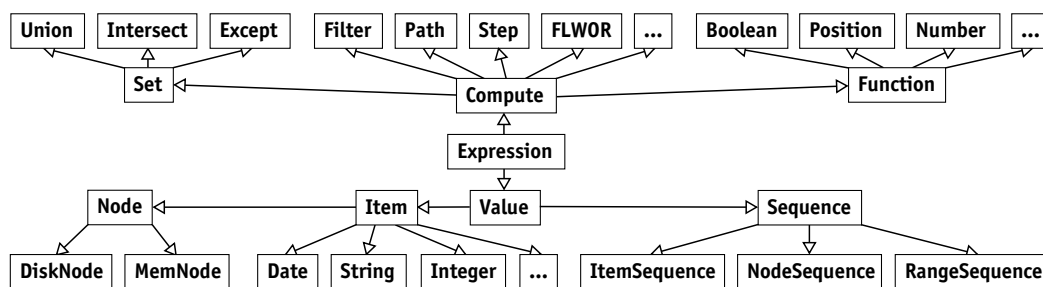 Union Intersect Except Filter Path Step FLWOR ... Boolean Position Number ...
Set Compute Function
Expression
Node Item Value Sequence
DiskNode MemNode Date String Integer ... ItemSequence NodeSequence RangeSequence